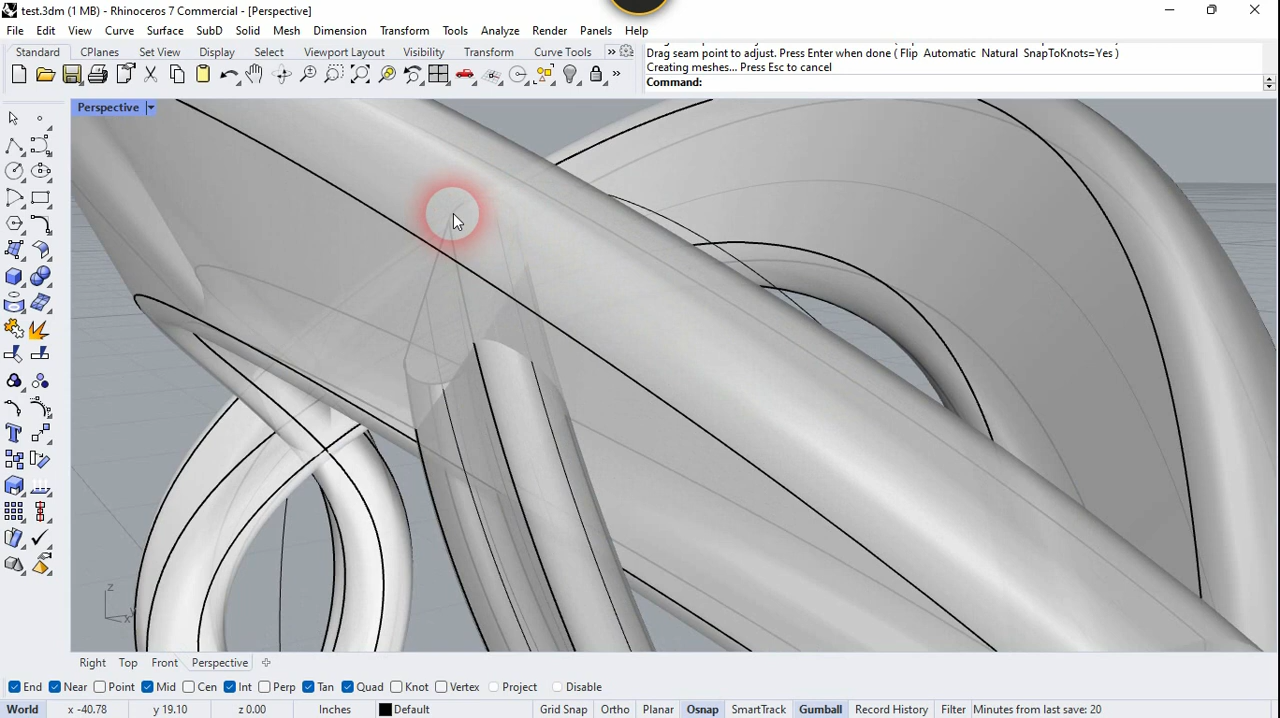 test.3dm (1 MB) - Rhinoceros 7 Commercial - [Perspective]
File Edit View Curve Surface SubD Solid Mesh Dimension Transform Tools Analyze Render Panels Help
Standard CPlanes Set View Display Select Viewport Layout Visibility Transform Curve Tools »
Drag seam point to adjust. Press Enter when done ( Flip Automatic Natural SnapToKnots=Yes )
Creating meshes... Press Esc to cancel
Command:
Perspective
z
x
Right Top Front Perspective
End Near Point Mid Cen Int Perp Tan Quad Knot Vertex Project Disable
World x -40.78 y 19.10 z 0.00 Inches Default Grid Snap Ortho Planar Osnap SmartTrack Gumball Record History Filter Minutes from last save: 20